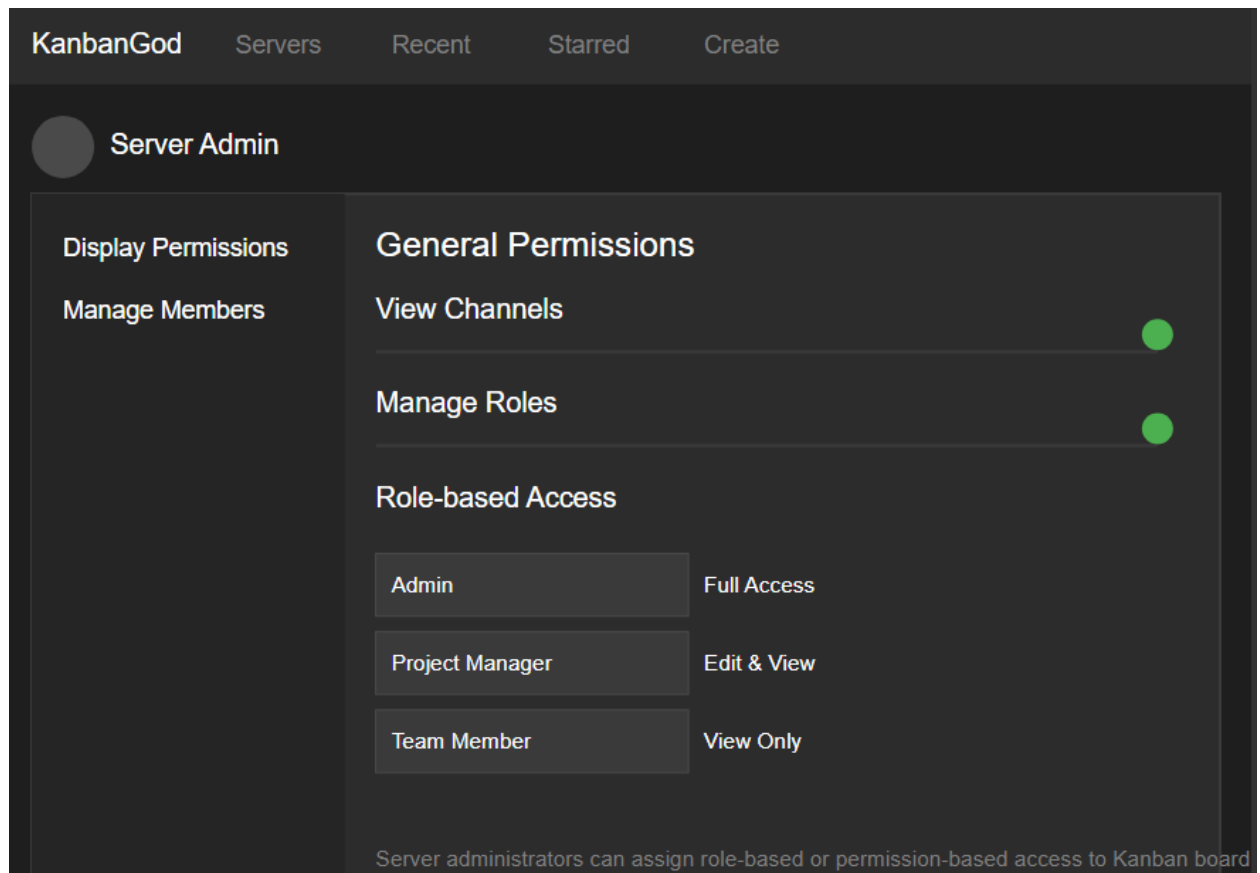 KanbanGod Servers Recent Starred Create
Server Admin
Display Permissions
Manage Members
General Permissions
View Channels
Manage Roles
Role-based Access
Admin Full Access
Project Manager Edit & View
Team Member View Only
Server administrators can assign role-based or permission-based access to Kanban board